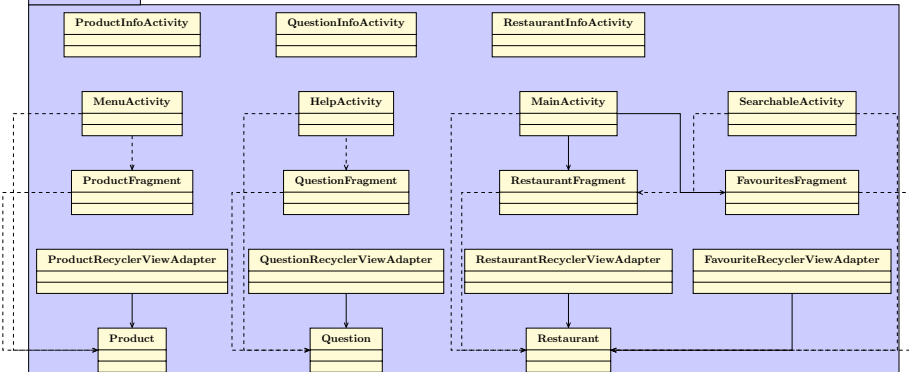 ProductInfoActivity
QuestionInfoActivity
RestaurantInfoActivity
MenuActivity
HelpActivity
MainActivity
SearchableActivity
ProductFragment
QuestionFragment
RestaurantFragment
FavouritesFragment
ProductRecyclerViewAdapter
QuestionRecyclerViewAdapter
RestaurantRecyclerViewAdapter
FavouriteRecyclerViewAdapter
Product
Question
Restaurant